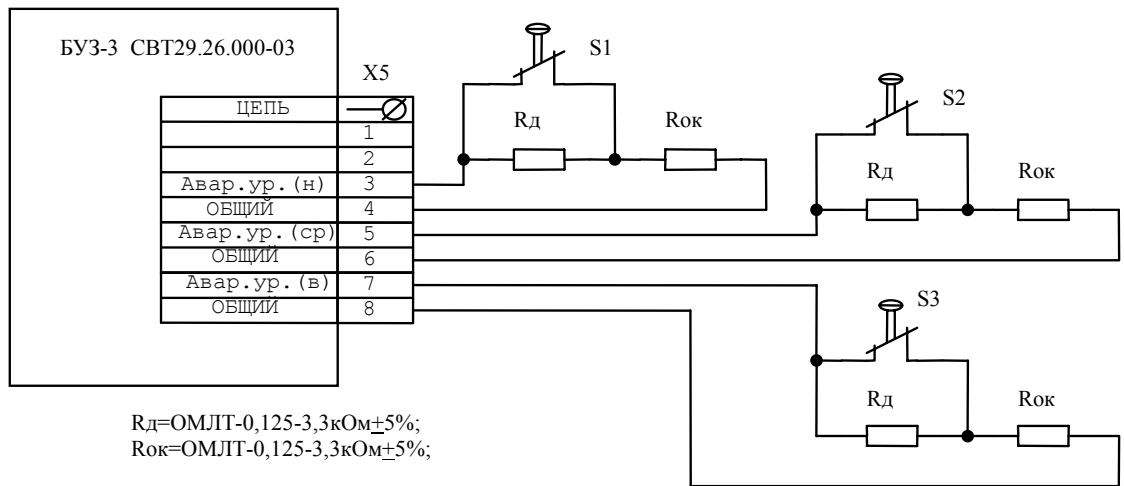 БУЗ-3 СВТ29.26.000-03
X5
ЦЕПЬ
1
2
Авар.ур.(н) 3
ОБЩИЙ 4
Авар.ур.(ср) 5
ОБЩИЙ 6
Авар.ур.(в) 7
ОБЩИЙ 8
S1
Rд Rок
S2
Rд Rок
S3
Rд Rок
Rд=ОМЛТ-0,125-3,3кОм±5%;
Rок=ОМЛТ-0,125-3,3кОм±5%;